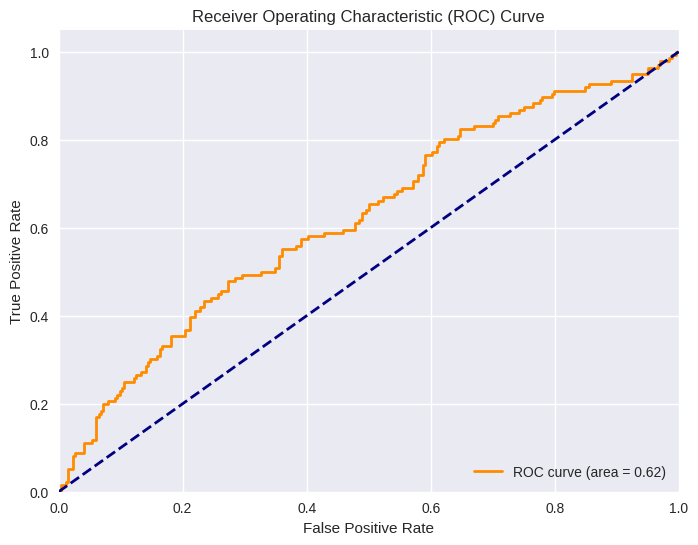 Receiver Operating Characteristic (ROC) Curve
1.0
0.8
0.6
0.4
0.2
0.0
True Positive Rate
ROC curve (area = 0.62)
0.0 0.2 0.4 0.6 0.8 1.0
False Positive Rate